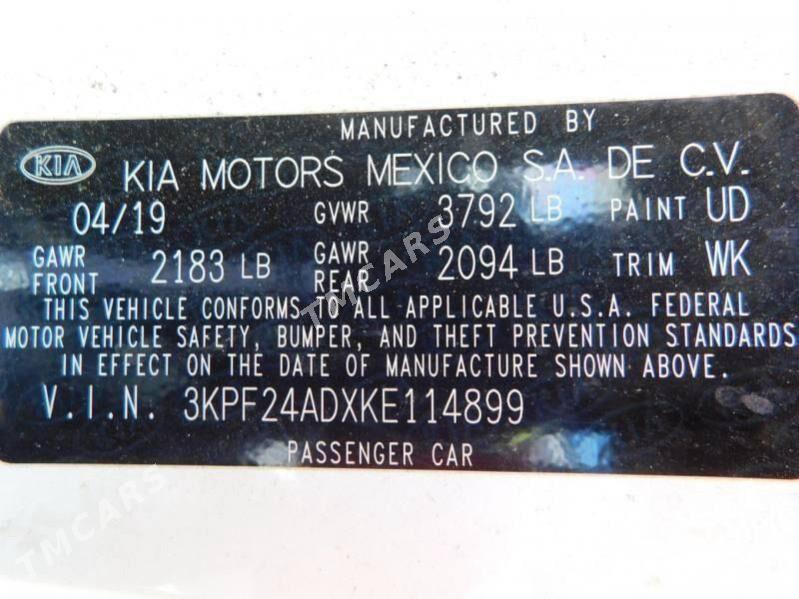 MANUFACTURED BY
KIA KIA MOTORS MEXICO S.A. DE C.V.
04/19 GVWR 3792 LB PAINT UD
GAWR FRONT 2183 LB GAWR REAR 2094 LB TRIM WK
THIS VEHICLE CONFORMS TO ALL APPLICABLE U.S.A. FEDERAL
MOTOR VEHICLE SAFETY, BUMPER, AND THEFT PREVENTION STANDARDS
IN EFFECT ON THE DATE OF MANUFACTURE SHOWN ABOVE.
V.I.N. 3KPF24ADXKE114899
PASSENGER CAR
TMCARS
TMCARS
TMCARS